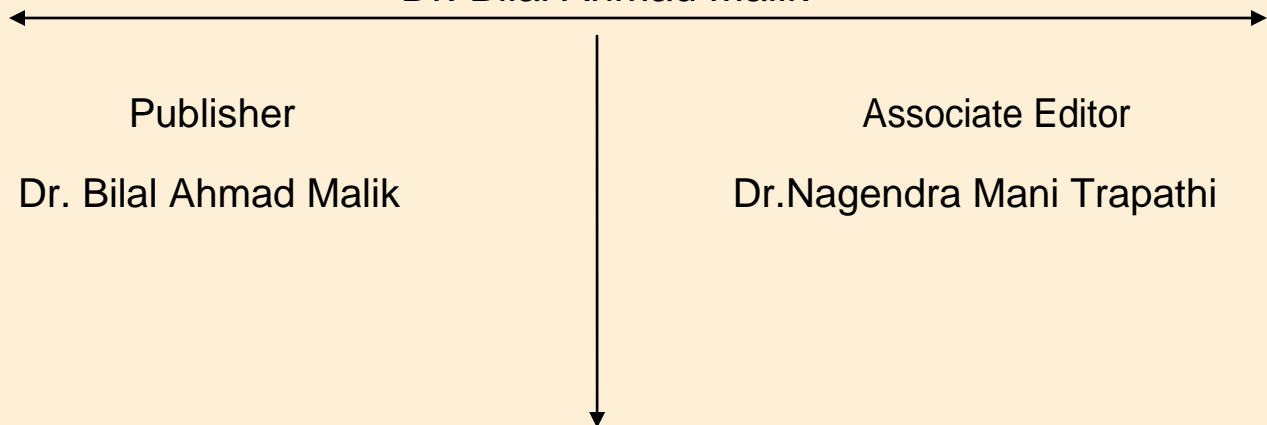 Dr. Bilal Ahmad Malik
Publisher
Associate Editor
Dr. Bilal Ahmad Malik
Dr.Nagendra Mani Trapathi